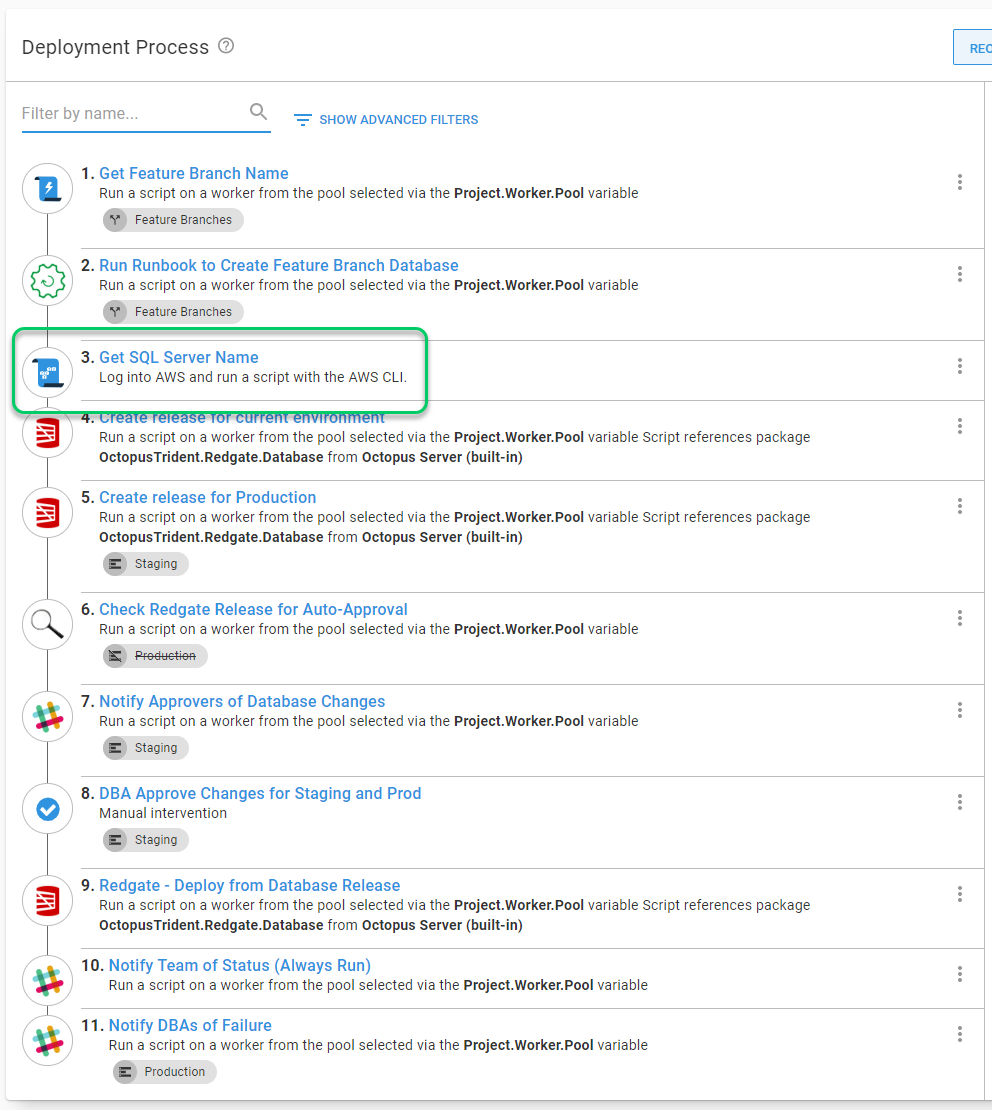 Deployment Process
REO
Filter by name...
SHOW ADVANCED FILTERS
1. Get Feature Branch Name
Run a script on a worker from the pool selected via the Project.Worker.Pool variable
Feature Branches
2. Run Runbook to Create Feature Branch Database
Run a script on a worker from the pool selected via the Project.Worker.Pool variable
Feature Branches
3. Get SQL Server Name
Log into AWS and run a script with the AWS CLI.
4. Create release for current environment
Run a script on a worker from the pool selected via the Project.Worker.Pool variable Script references package
OctopusTrident.Redgate.Database from Octopus Server (built-in)
5. Create release for Production
Run a script on a worker from the pool selected via the Project.Worker.Pool variable Script references package
OctopusTrident.Redgate.Database from Octopus Server (built-in)
Staging
6. Check Redgate Release for Auto-Approval
Run a script on a worker from the pool selected via the Project.Worker.Pool variable
Production
7. Notify Approvers of Database Changes
Run a script on a worker from the pool selected via the Project.Worker.Pool variable
Staging
8. DBA Approve Changes for Staging and Prod
Manual intervention
Staging
9. Redgate - Deploy from Database Release
Run a script on a worker from the pool selected via the Project.Worker.Pool variable Script references package
OctopusTrident.Redgate.Database from Octopus Server (built-in)
10. Notify Team of Status (Always Run)
Run a script on a worker from the pool selected via the Project.Worker.Pool variable
11. Notify DBAs of Failure
Run a script on a worker from the pool selected via the Project.Worker.Pool variable
Production